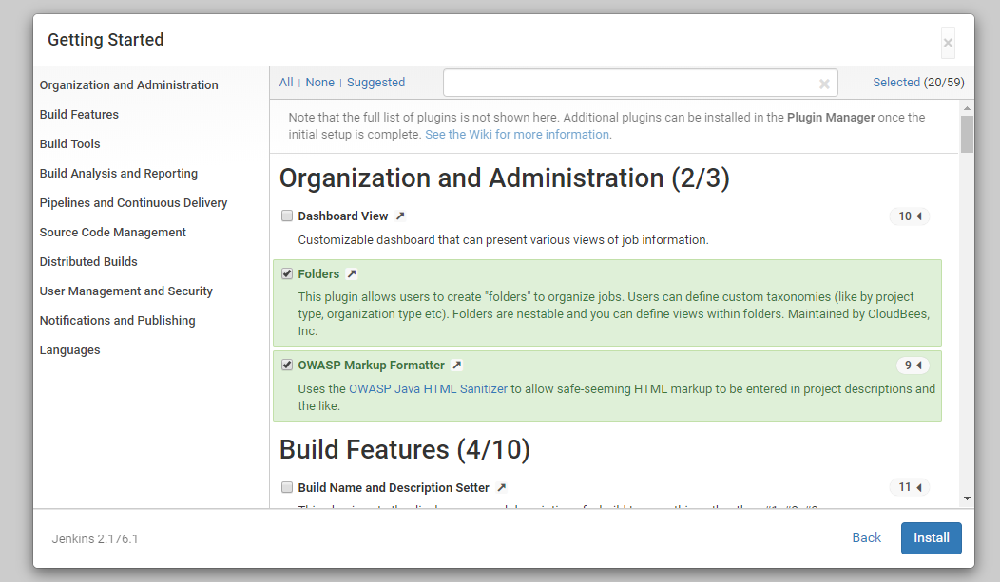 Getting Started
×
Organization and Administration
Build Features
Build Tools
Build Analysis and Reporting
Pipelines and Continuous Delivery
Source Code Management
Distributed Builds
User Management and Security
Notifications and Publishing
Languages
All | None | Suggested
Selected (20/59)
Note that the full list of plugins is not shown here. Additional plugins can be installed in the Plugin Manager once the
initial setup is complete. See the Wiki for more information.
Organization and Administration (2/3)
Dashboard View 10
Customizable dashboard that can present various views of job information.
Folders
This plugin allows users to create "folders" to organize jobs. Users can define custom taxonomies (like by project
type, organization type etc). Folders are nestable and you can define views within folders. Maintained by CloudBees,
Inc.
OWASP Markup Formatter 9
Uses the OWASP Java HTML Sanitizer to allow safe-seeming HTML markup to be entered in project descriptions and
the like.
Build Features (4/10)
Build Name and Description Setter 11
Jenkins 2.176.1
Back
Install